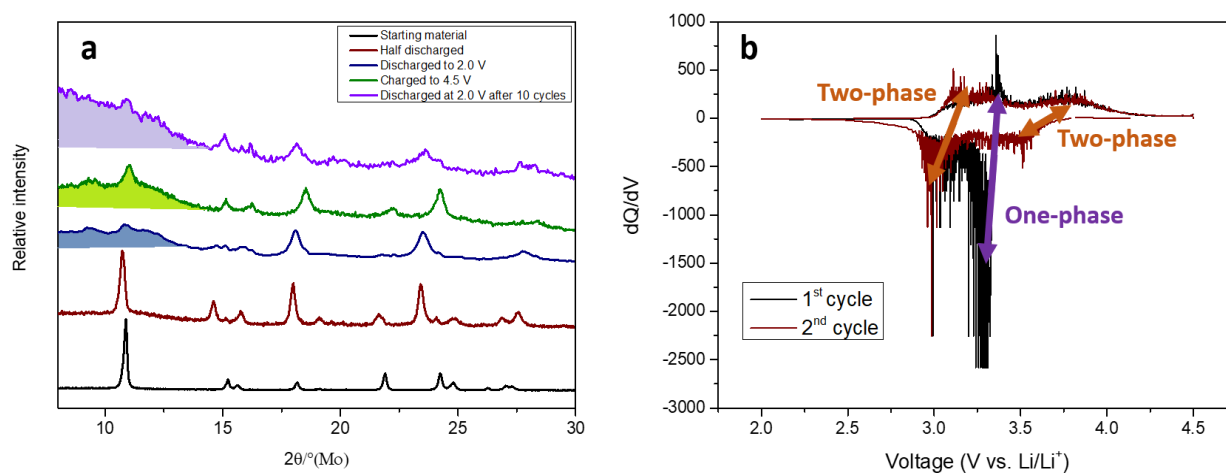 a
Starting material
Half discharged
Discharged to 2.0 V
Charged to 4.5 V
Discharged at 2.0 V after 10 cycles
Relative intensity
10
15
20
25
30
2θ/°(Mo)
b
1000
500
0
-500
-1000
-1500
-2000
-2500
-3000
dQ/dV
Two-phase
Two-phase
One-phase
1st cycle
2nd cycle
2.0
2.5
3.0
3.5
4.0
4.5
Voltage (V vs. Li/Li+)